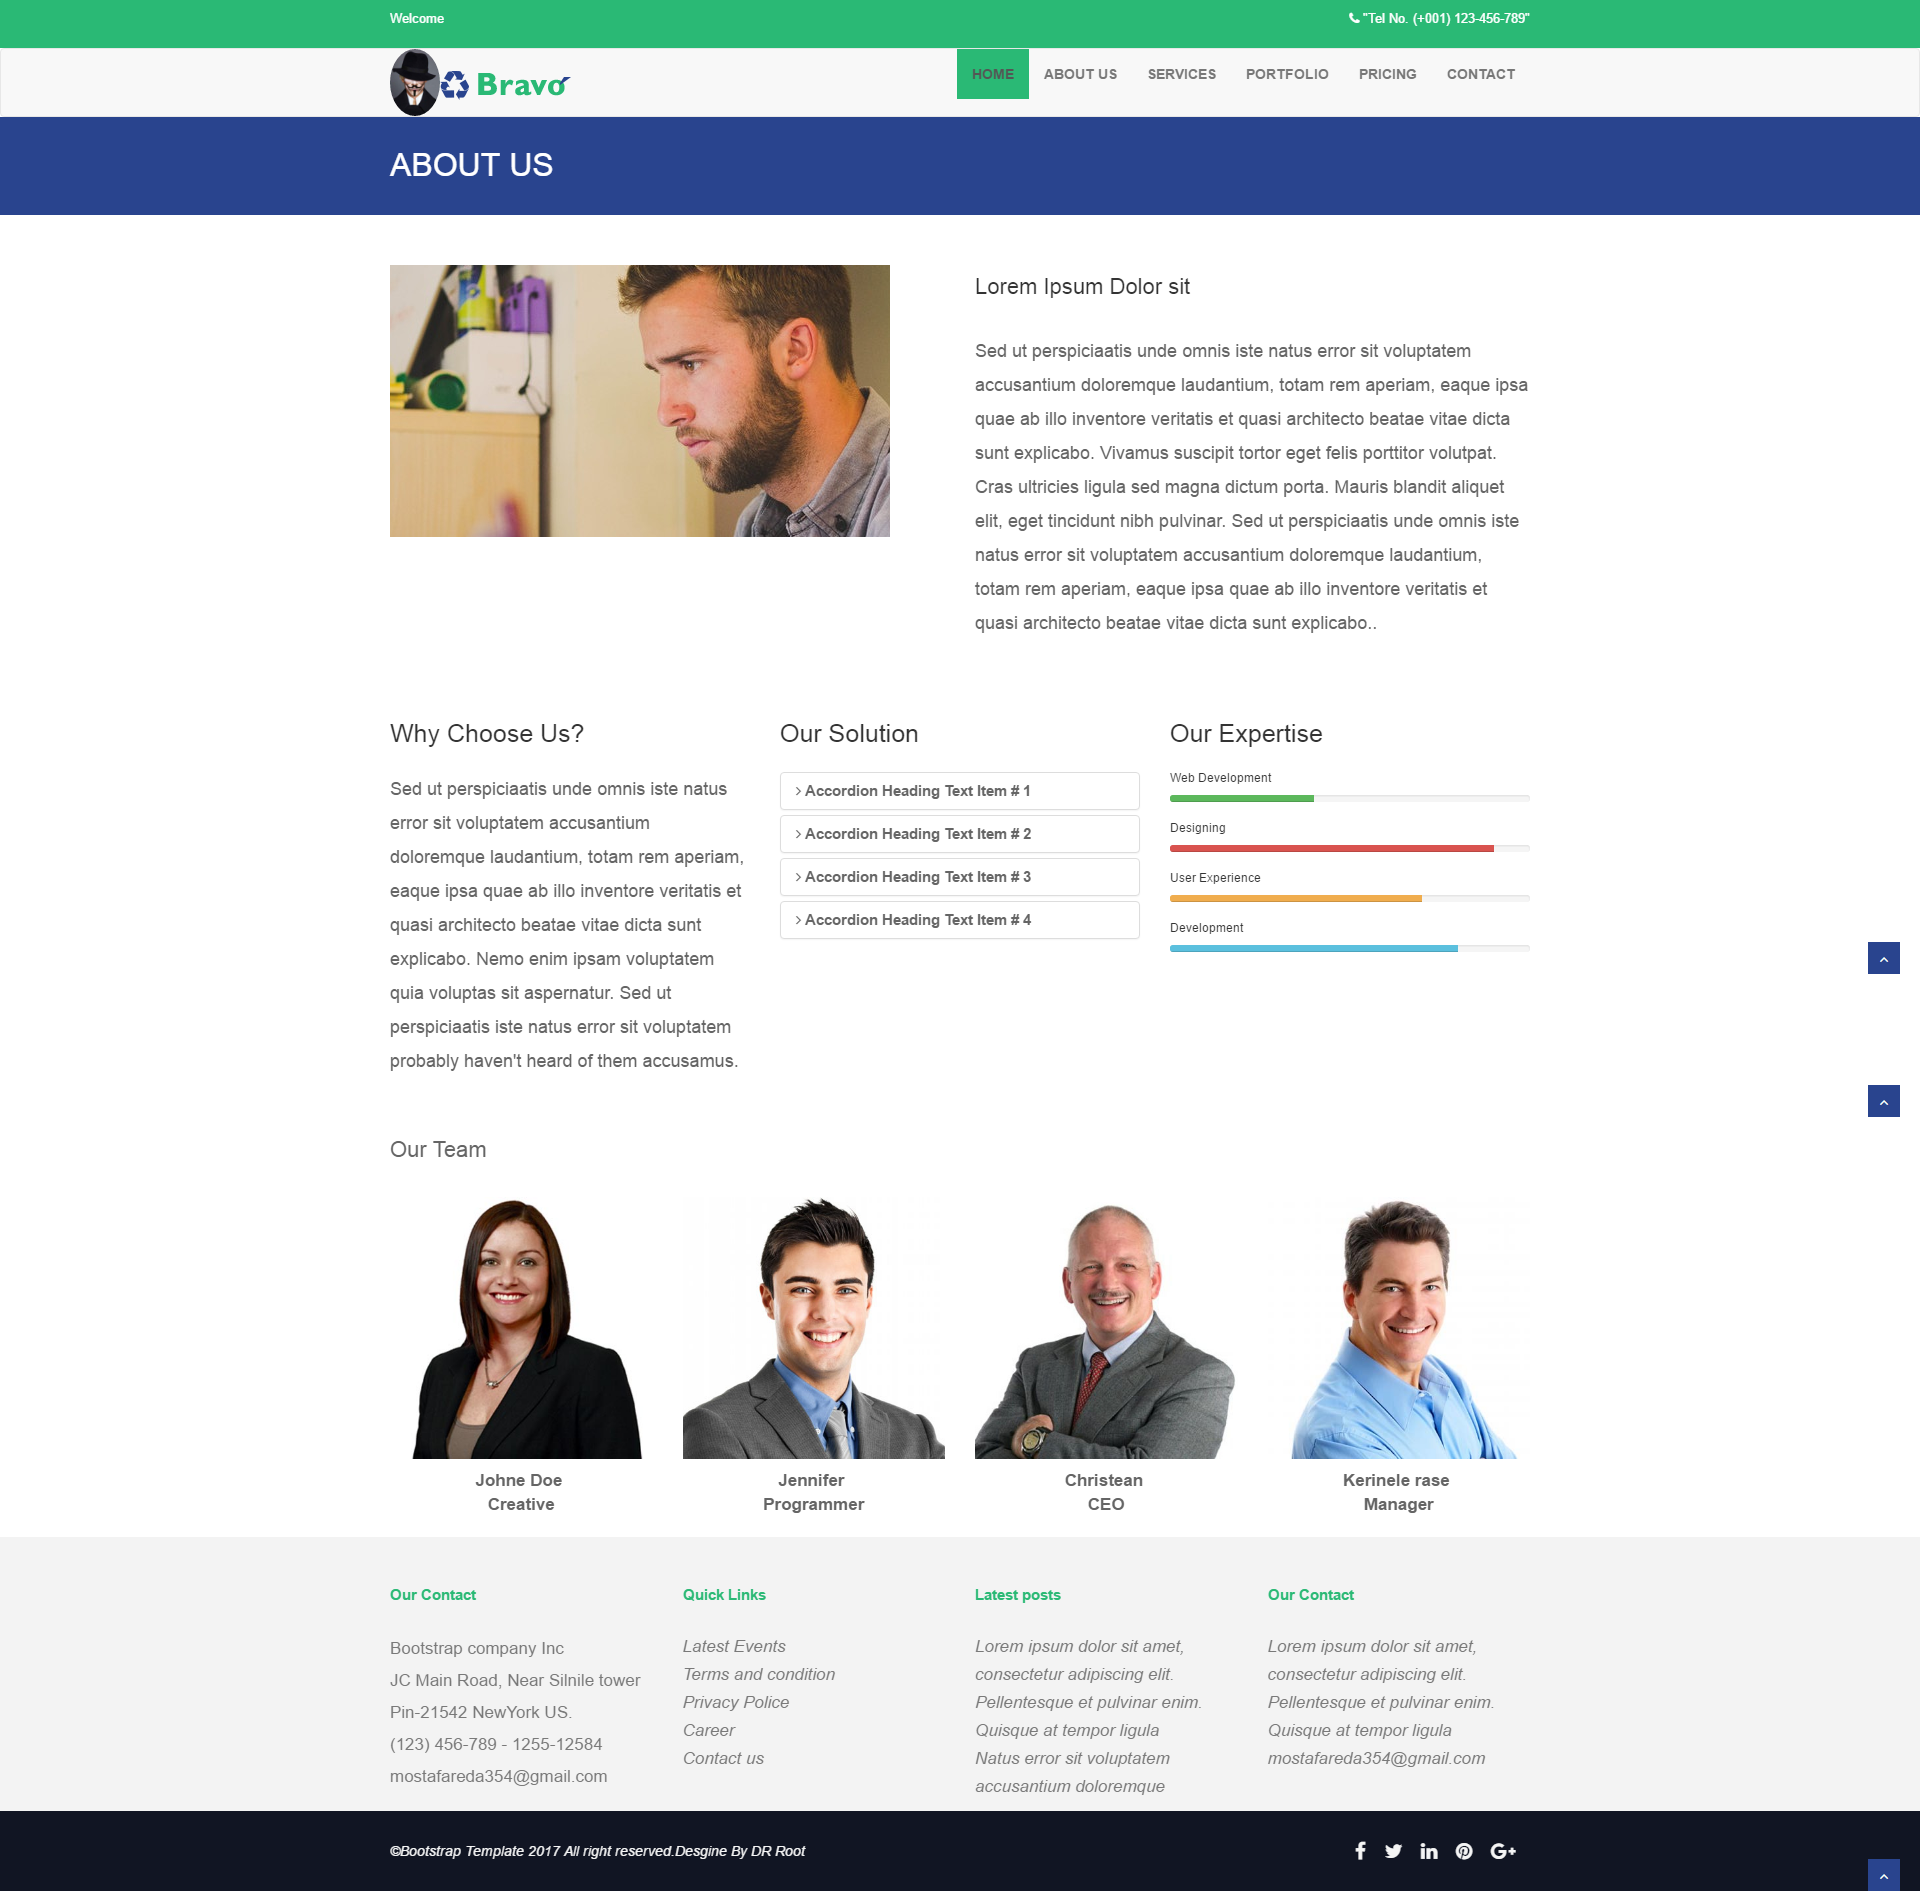 Welcome
"Tel No. (+001) 123-456-789"
Bravo
HOME ABOUT US SERVICES PORTFOLIO PRICING CONTACT
ABOUT US
Lorem Ipsum Dolor sit
Sed ut perspiciaatis unde omnis iste natus error sit voluptatem
accusantium doloremque laudantium, totam rem aperiam, eaque ipsa
quae ab illo inventore veritatis et quasi architecto beatae vitae dicta
sunt explicabo. Vivamus suscipit tortor eget felis porttitor volutpat.
Cras ultricies ligula sed magna dictum porta. Mauris blandit aliquet
elit, eget tincidunt nibh pulvinar. Sed ut perspiciaatis unde omnis iste
natus error sit voluptatem accusantium doloremque laudantium,
totam rem aperiam, eaque ipsa quae ab illo inventore veritatis et
quasi architecto beatae vitae dicta sunt explicabo..
Why Choose Us?
Sed ut perspiciaatis unde omnis iste natus
error sit voluptatem accusantium
doloremque laudantium, totam rem aperiam,
eaque ipsa quae ab illo inventore veritatis et
quasi architecto beatae vitae dicta sunt
explicabo. Nemo enim ipsam voluptatem
quia voluptas sit aspernatur. Sed ut
perspiciaatis iste natus error sit voluptatem
probably haven't heard of them accusamus.
Our Solution
Accordion Heading Text Item # 1
Accordion Heading Text Item # 2
Accordion Heading Text Item # 3
Accordion Heading Text Item # 4
Our Expertise
Web Development
Designing
User Experience
Development
Our Team
Johne Doe
Creative
Jennifer
Programmer
Christean
CEO
Kerinele rase
Manager
Our Contact
Bootstrap company Inc
JC Main Road, Near Silnile tower
Pin-21542 NewYork US.
(123) 456-789 - 1255-12584
mostafareda354@gmail.com
Quick Links
Latest Events
Terms and condition
Privacy Police
Career
Contact us
Latest posts
Lorem ipsum dolor sit amet,
consectetur adipiscing elit.
Pellentesque et pulvinar enim.
Quisque at tempor ligula
Natus error sit voluptatem
accusantium doloremque
Our Contact
Lorem ipsum dolor sit amet,
consectetur adipiscing elit.
Pellentesque et pulvinar enim.
Quisque at tempor ligula
mostafareda354@gmail.com
©Bootstrap Template 2017 All right reserved.Desgine By DR Root